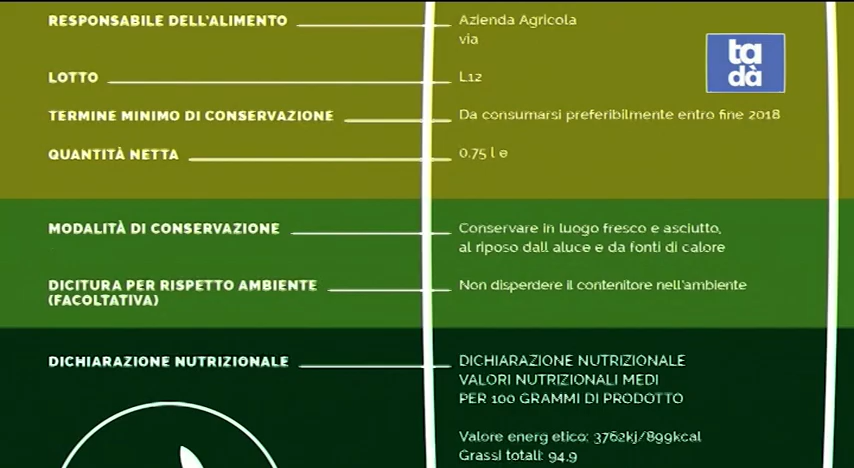 RESPONSABILE DELL'ALIMENTO
Azienda Agricola
via
ta
dà
LOTTO
L12
TERMINE MINIMO DI CONSERVAZIONE
Da consumarsi preferibilmente entro fine 2018
QUANTITÀ NETTA
0.75 l e
MODALITÀ DI CONSERVAZIONE
Conservare in luogo fresco e asciutto,
al riposo dall aluce e da fonti di calore
DICITURA PER RISPETTO AMBIENTE
(FACOLTATIVA)
Non disperdere il contenitore nell'ambiente
DICHIARAZIONE NUTRIZIONALE
DICHIARAZIONE NUTRIZIONALE
VALORI NUTRIZIONALI MEDI
PER 100 GRAMMI DI PRODOTTO
Valore energ etico: 3762kj/899kcal
Grassi totali: 94,9